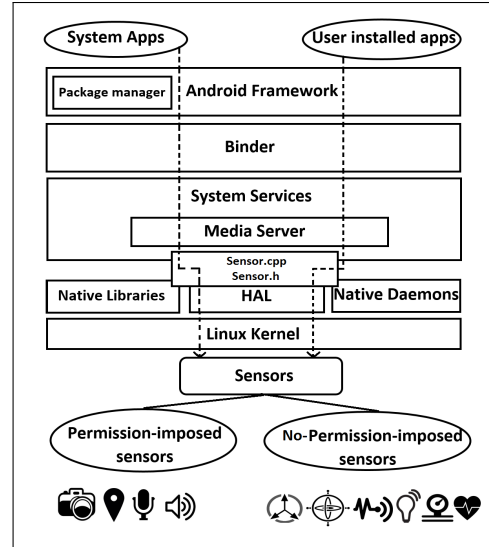 System Apps
User installed apps
Package manager
Android Framework
Binder
System Services
Media Server
Sensor.cpp
Sensor.h
Native Libraries
HAL
Native Daemons
Linux Kernel
Sensors
Permission-imposed
sensors
No-Permission-imposed
sensors